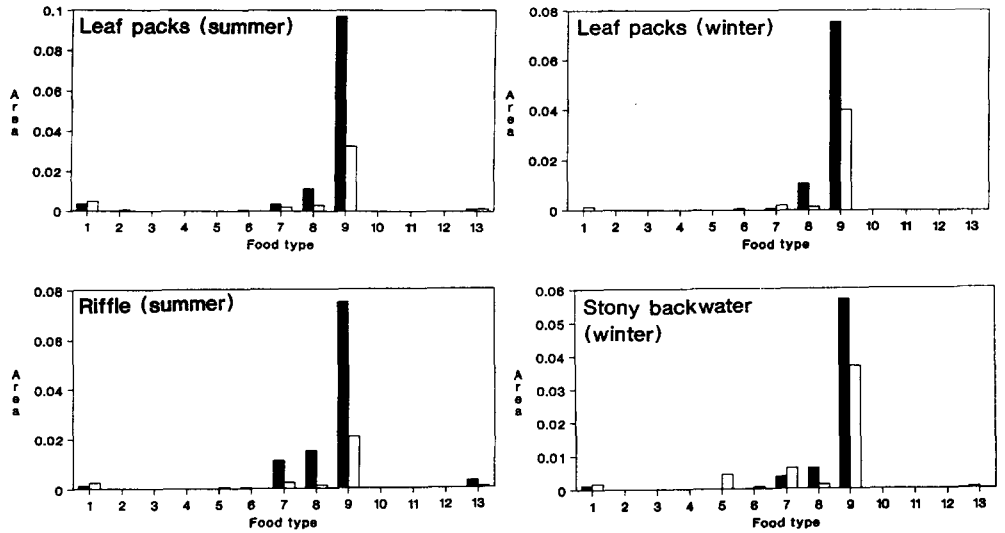 Leaf packs (summer)
0.1
0.08
0.06
0.04
0.02
0
Area
1 2 3 4 5 6 7 8 9 10 11 12 13
Food type
Leaf packs (winter)
0.08
0.06
0.04
0.02
0
Area
1 2 3 4 5 6 7 8 9 10 11 12 13
Food type
Riffle (summer)
0.08
0.06
0.04
0.02
0
Area
1 2 3 4 5 6 7 8 9 10 11 12 13
Food type
Stony backwater
(winter)
0.06
0.05
0.04
0.03
0.02
0.01
0
Area
1 2 3 4 5 6 7 8 9 10 11 12 13
Food type